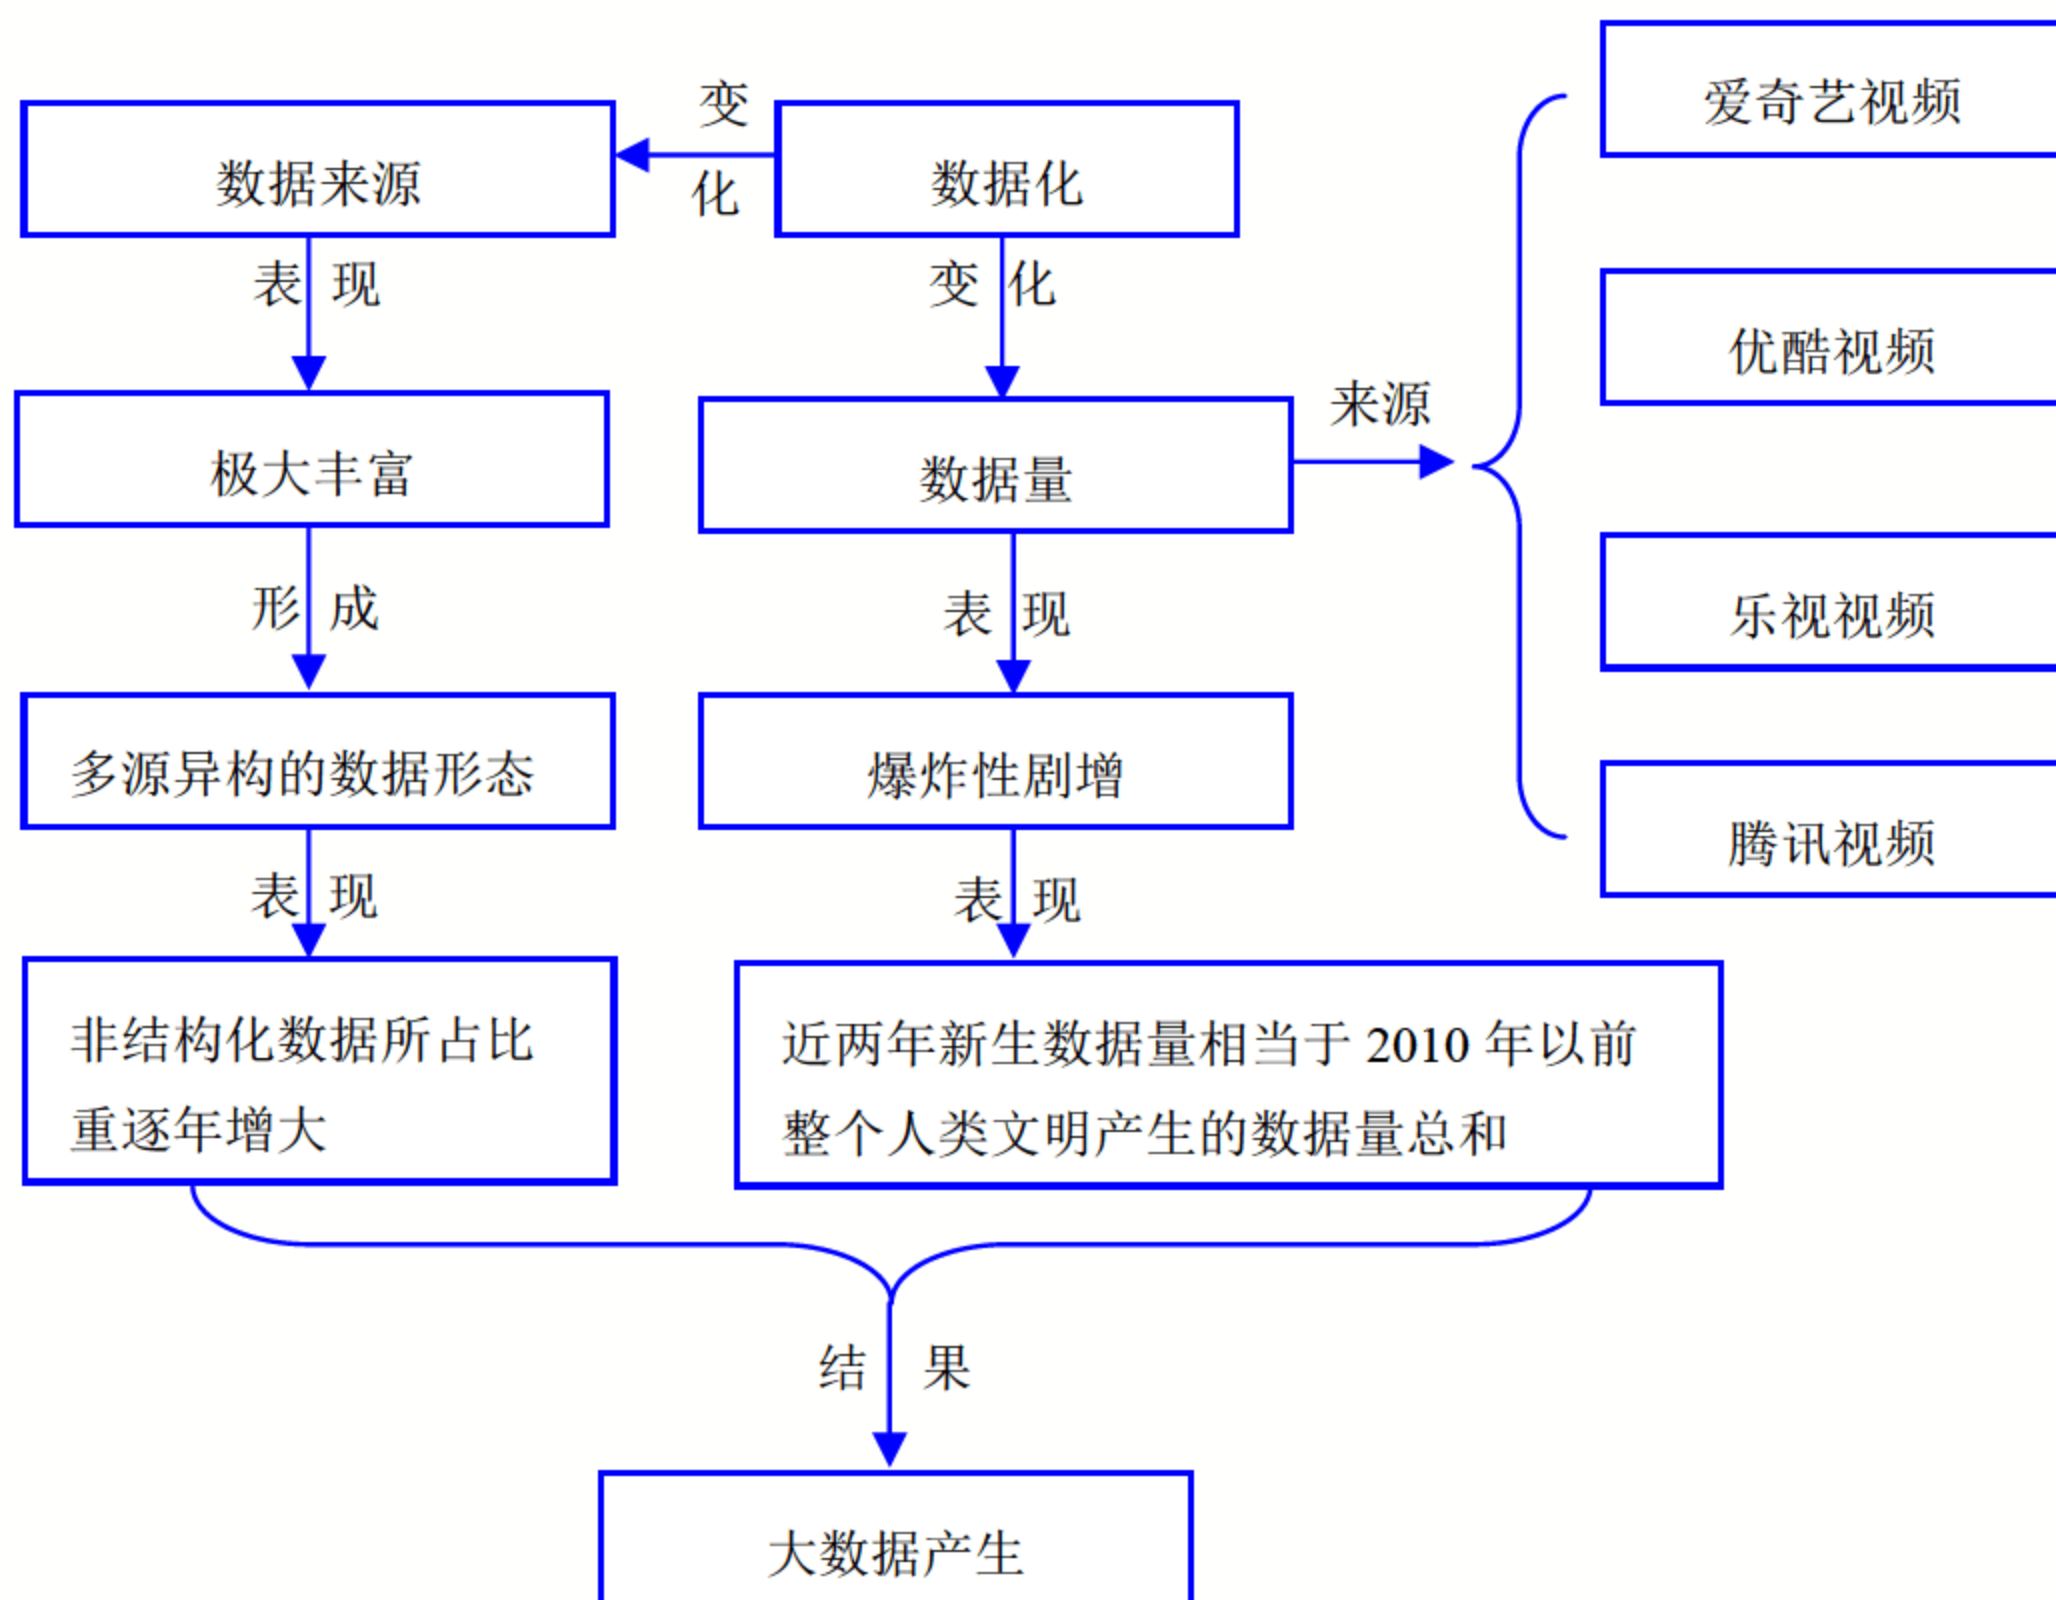 爱奇艺视频
变
化
数据来源
数据化
表 现
变 化
优酷视频
来源
极大丰富
数据量
形 成
表 现
乐视视频
多源异构的数据形态
爆炸性剧增
腾讯视频
表 现
表 现
非结构化数据所占比
重逐年增大
近两年新生数据量相当于 2010 年以前
整个人类文明产生的数据量总和
结 果
大数据产生